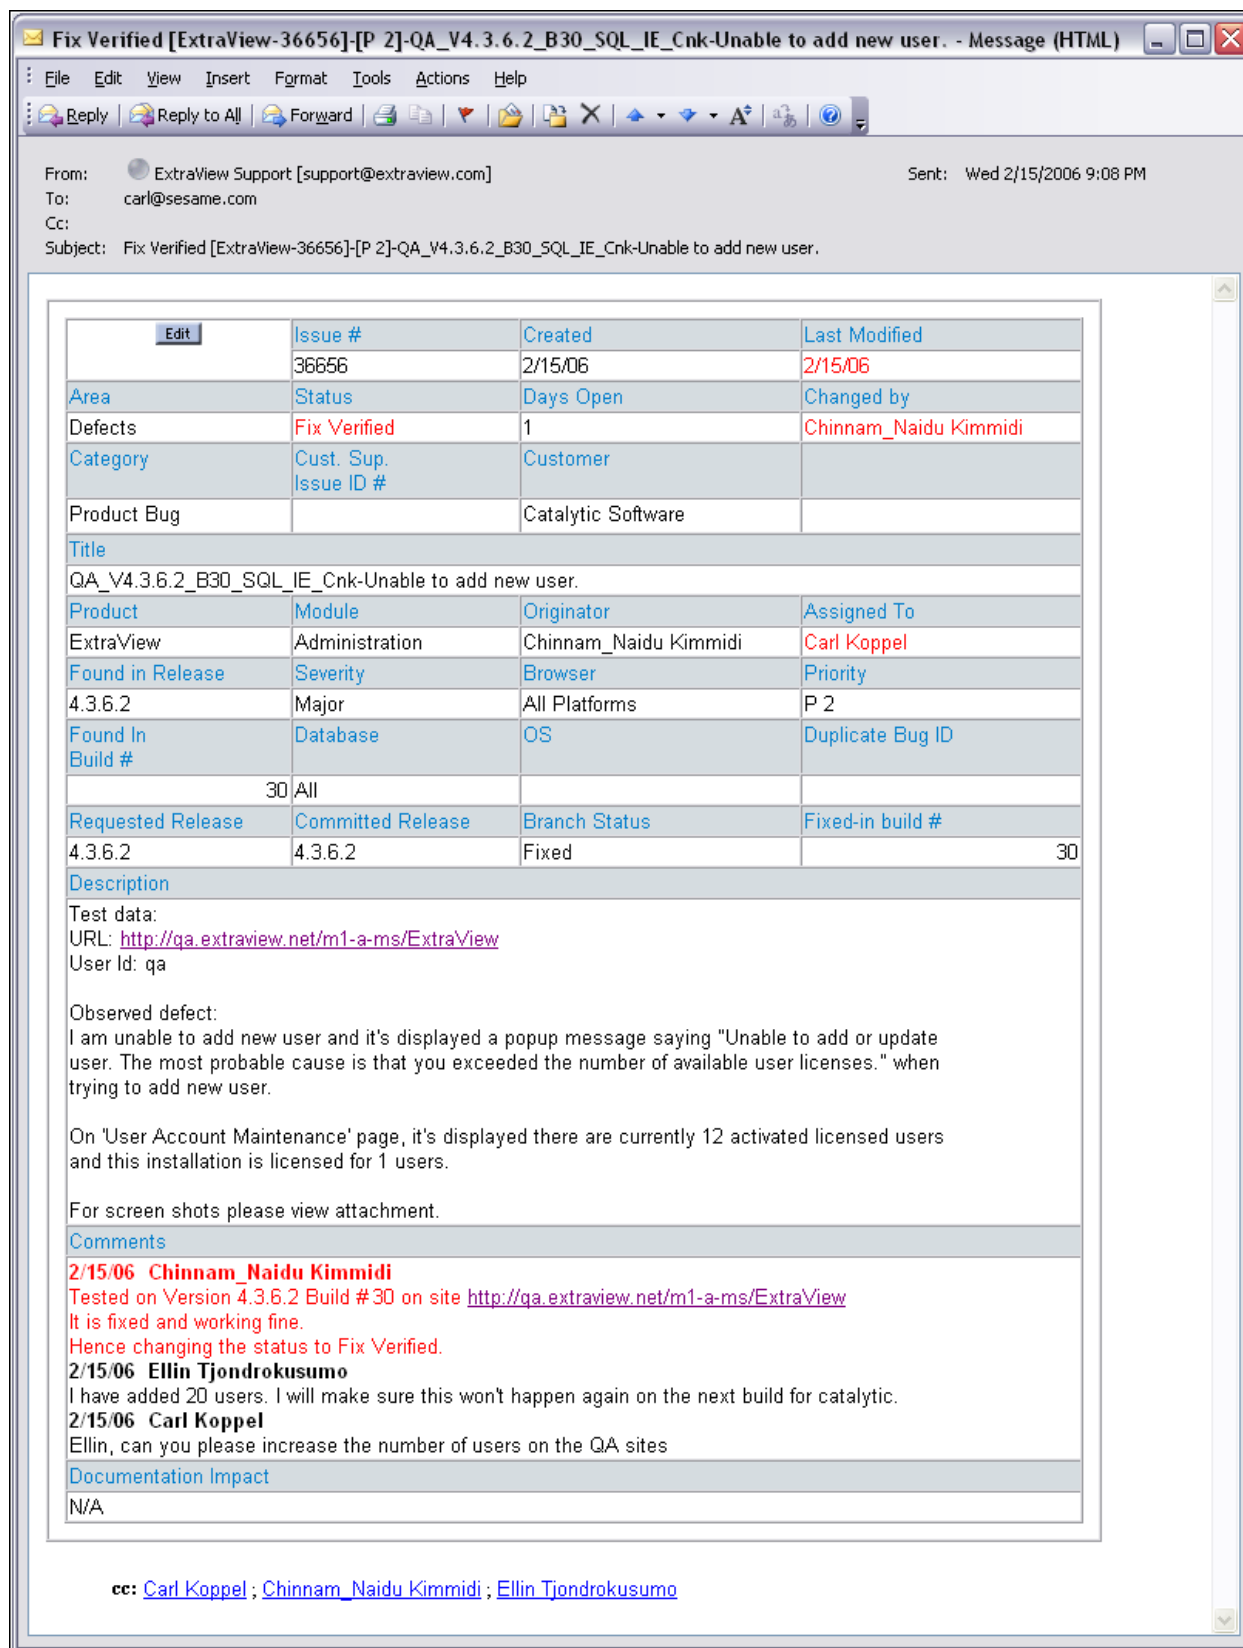 Fix Verified [ExtraView-36656]-[P 2]-QA_V4.3.6.2_B30_SQL_IE_Cnk-Unable to add new user. - Message (HTML)
File Edit View Insert Format Tools Actions Help
Reply Reply to All Forward
From: ExtraView Support [support@extraview.com] Sent: Wed 2/15/2006 9:08 PM
To: carl@sesame.com
Cc:
Subject: Fix Verified [ExtraView-36656]-[P 2]-QA_V4.3.6.2_B30_SQL_IE_Cnk-Unable to add new user.
Edit Issue # Created Last Modified
36656 2/15/06 2/15/06
Area Status Days Open Changed by
Defects Fix Verified 1 Chinnam_Naidu Kimmidi
Category Cust. Sup. Customer
Issue ID #
Product Bug Catalytic Software
Title
QA_V4.3.6.2_B30_SQL_IE_Cnk-Unable to add new user.
Product Module Originator Assigned To
ExtraView Administration Chinnam_Naidu Kimmidi Carl Koppel
Found in Release Severity Browser Priority
4.3.6.2 Major All Platforms P 2
Found In Database OS Duplicate Bug ID
Build #
30 All
Requested Release Committed Release Branch Status Fixed-in build #
4.3.6.2 4.3.6.2 Fixed 30
Description
Test data:
URL: http://qa.extraview.net/m1-a-ms/ExtraView
User Id: qa
Observed defect:
I am unable to add new user and it's displayed a popup message saying "Unable to add or update
user. The most probable cause is that you exceeded the number of available user licenses." when
trying to add new user.
On 'User Account Maintenance' page, it's displayed there are currently 12 activated licensed users
and this installation is licensed for 1 users.
For screen shots please view attachment.
Comments
2/15/06 Chinnam_Naidu Kimmidi
Tested on Version 4.3.6.2 Build #30 on site http://qa.extraview.net/m1-a-ms/ExtraView
It is fixed and working fine.
Hence changing the status to Fix Verified.
2/15/06 Ellin Tjondrokusumo
I have added 20 users. I will make sure this won't happen again on the next build for catalytic.
2/15/06 Carl Koppel
Ellin, can you please increase the number of users on the QA sites
Documentation Impact
N/A
cc: Carl Koppel ; Chinnam_Naidu Kimmidi ; Ellin Tjondrokusumo